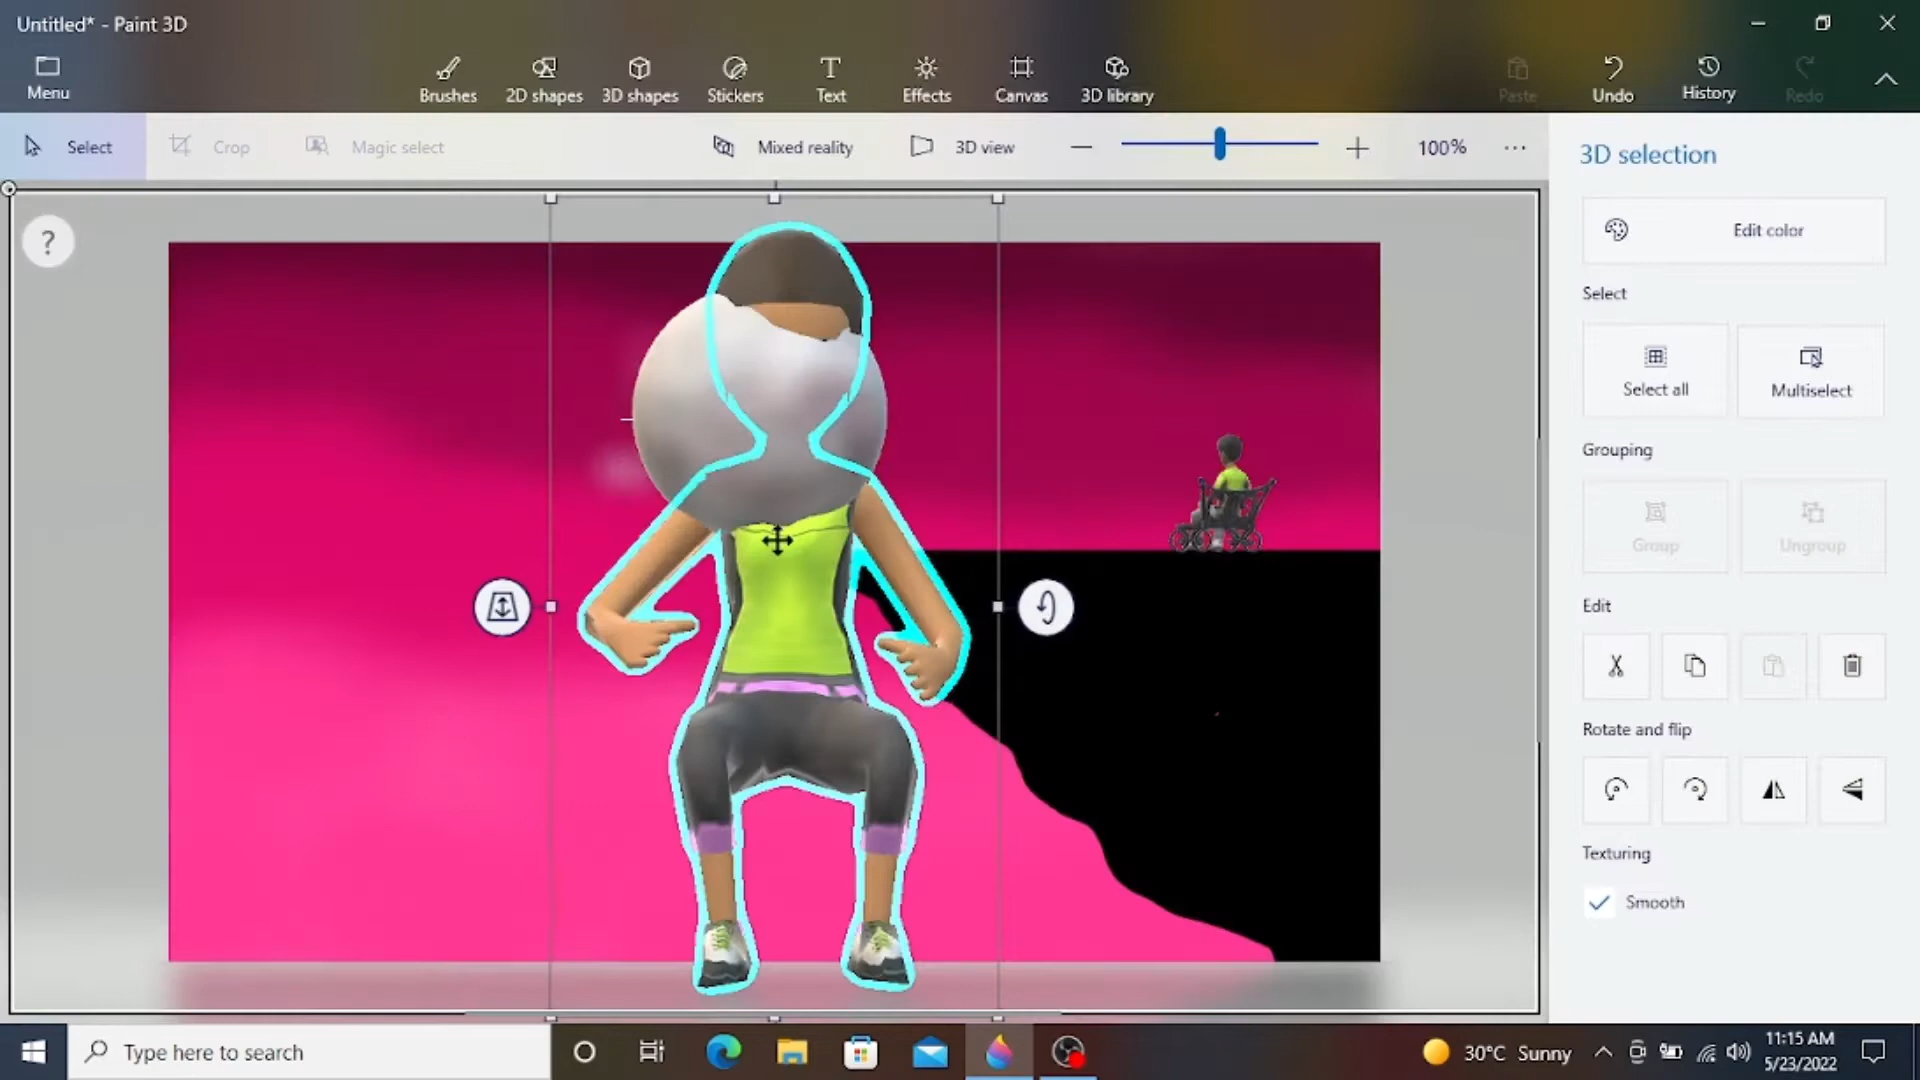 Untitled* - Paint 3D
Menu
Brushes
2D shapes
3D shapes
Stickers
Text
Effects
Canvas
3D library
Paste
Undo
History
Redo
Select
Crop
Magic select
Mixed reality
3D view
100%
3D selection
Edit color
Select
Select all
Multiselect
Grouping
Group
Ungroup
Edit
Rotate and flip
Texturing
Smooth
?
Type here to search
30°C Sunny
11:15 AM
5/23/2022